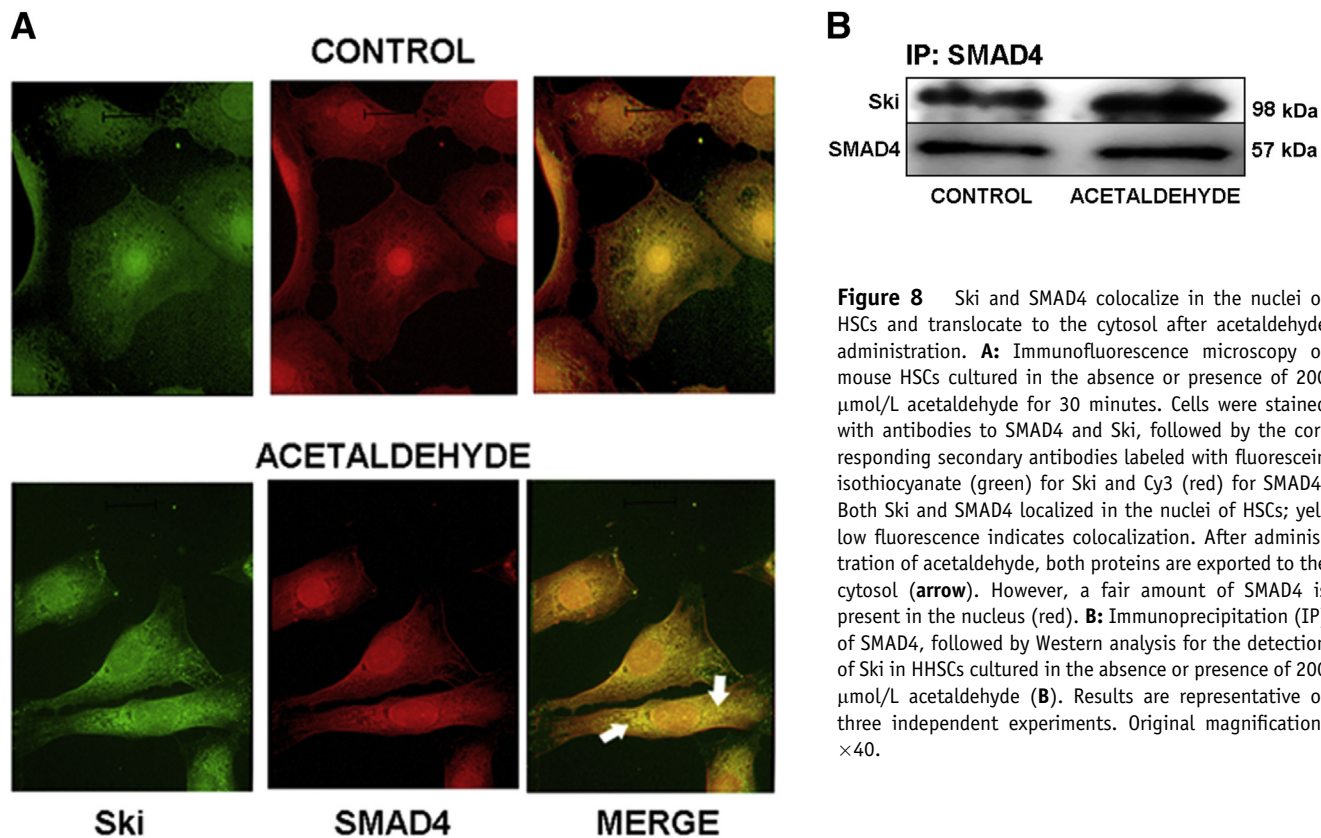 A
CONTROL
ACETALDEHYDE
Ski SMAD4 MERGE
B
IP: SMAD4
Ski 98 kDa
SMAD4 57 kDa
CONTROL ACETALDEHYDE
Figure 8 Ski and SMAD4 colocalize in the nuclei o
HSCs and translocate to the cytosol after acetaldehyde
administration. A: Immunofluorescence microscopy o
mouse HSCs cultured in the absence or presence of 200
μmol/L acetaldehyde for 30 minutes. Cells were stained
with antibodies to SMAD4 and Ski, followed by the cor
responding secondary antibodies labeled with fluorescein
isothiocyanate (green) for Ski and Cy3 (red) for SMAD4
Both Ski and SMAD4 localized in the nuclei of HSCs; yel
low fluorescence indicates colocalization. After adminis
tration of acetaldehyde, both proteins are exported to the
cytosol (arrow). However, a fair amount of SMAD4 is
present in the nucleus (red). B: Immunoprecipitation (IP)
of SMAD4, followed by Western analysis for the detection
of Ski in HHSCs cultured in the absence or presence of 200
μmol/L acetaldehyde (B). Results are representative o
three independent experiments. Original magnification
×40.